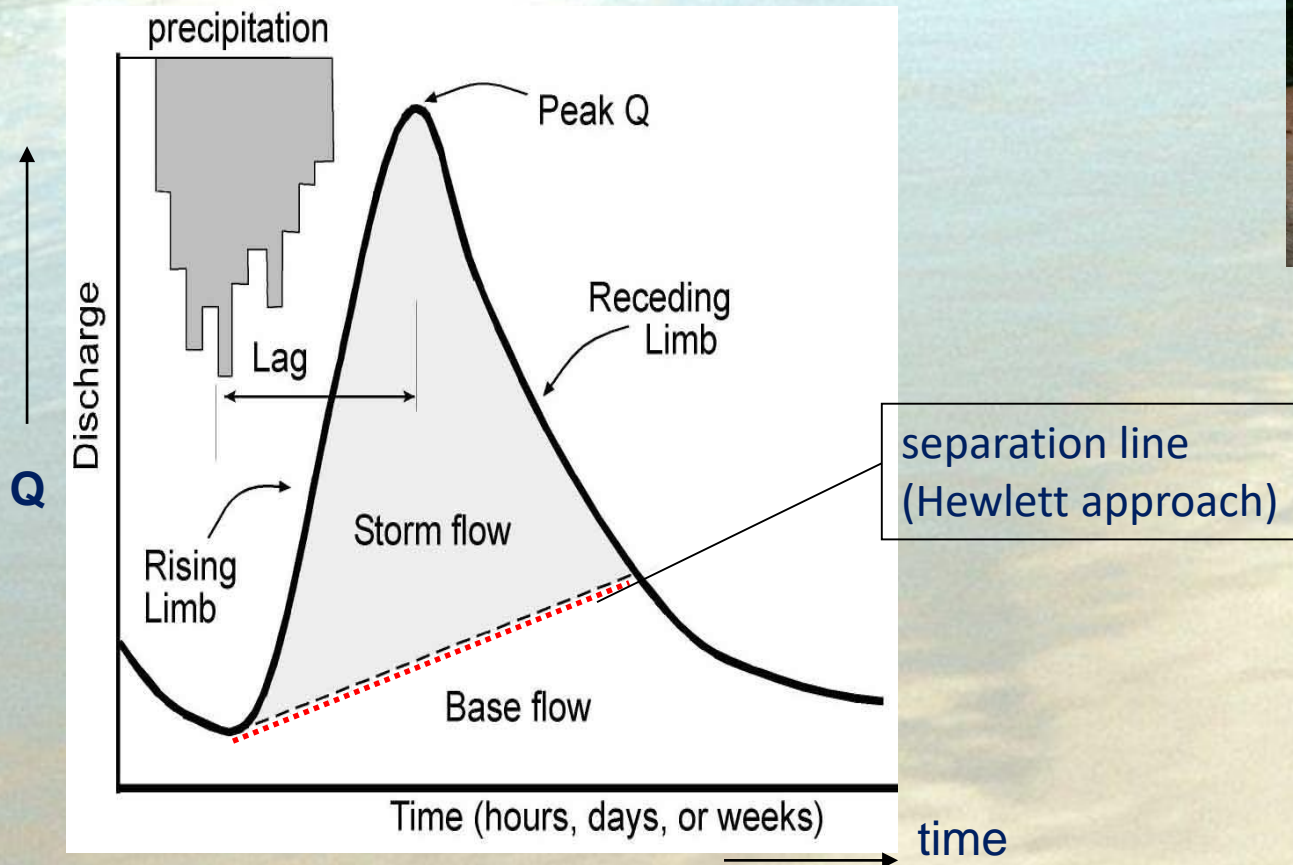 precipitation
Peak Q
Discharge
Lag
Receding
Limb
separation line
(Hewlett approach)
Q
Storm flow
Rising
Limb
Base flow
Time (hours, days, or weeks)
time